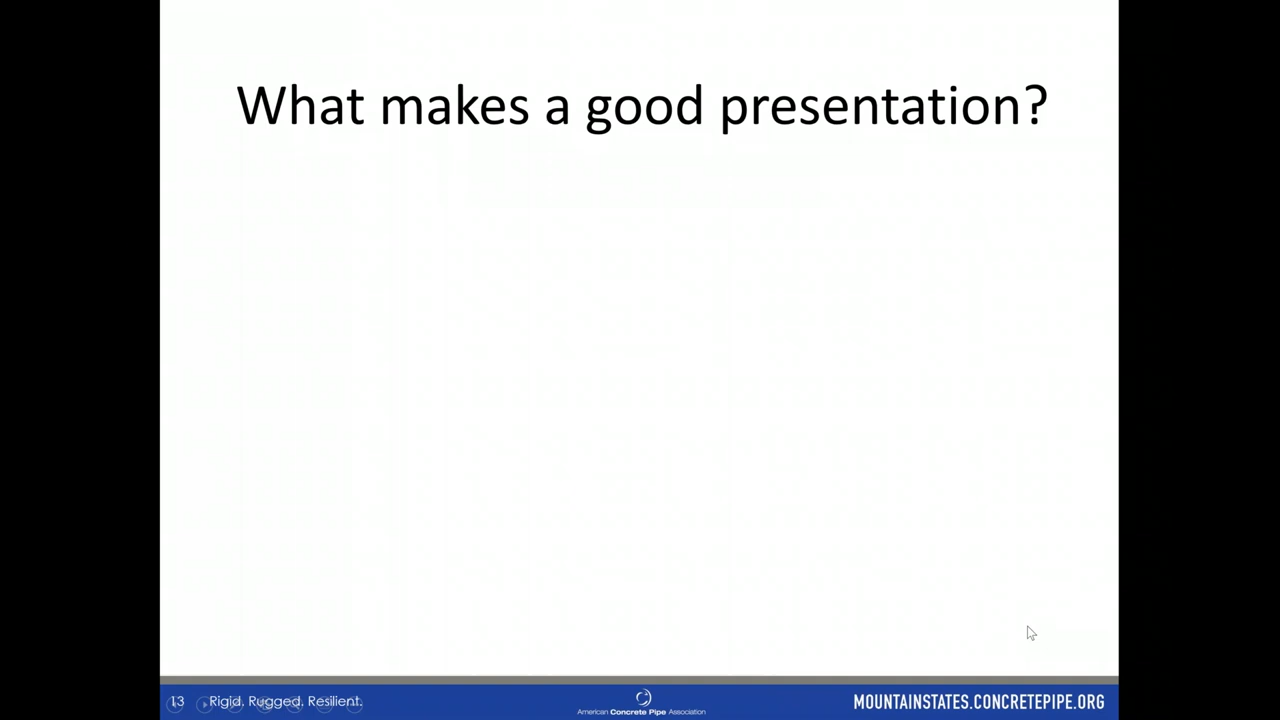 What makes a good presentation?
13 Rigid. Rugged. Resilient.
American Concrete Pipe Association
MOUNTAINSTATES.CONCRETEPIPE.ORG